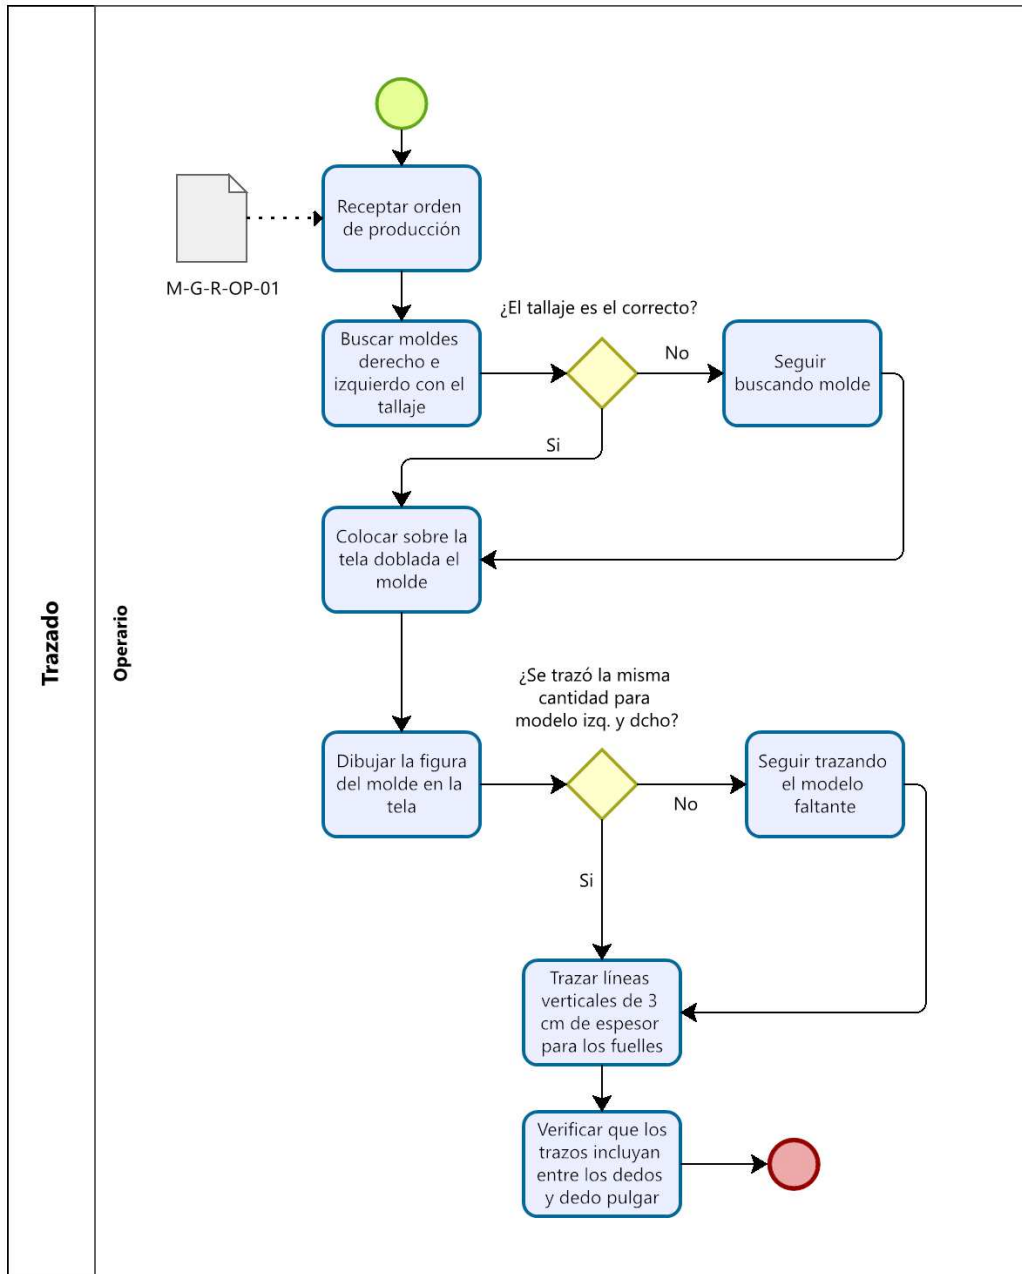 Trazado
Operario
Receptar orden
de producción
M-G-R-OP-01
¿El tallaje es el correcto?
Buscar moldes
derecho e
izquierdo con el
tallaje
No
Seguir
buscando molde
Si
Colocar sobre la
tela doblada el
molde
¿Se trazó la misma
cantidad para
modelo izq. y dcho?
Dibujar la figura
del molde en la
tela
No
Seguir trazando
el modelo
faltante
Si
Trazar líneas
verticales de 3
cm de espesor
para los fuelles
Verificar que los
trazos incluyan
entre los dedos
y dedo pulgar